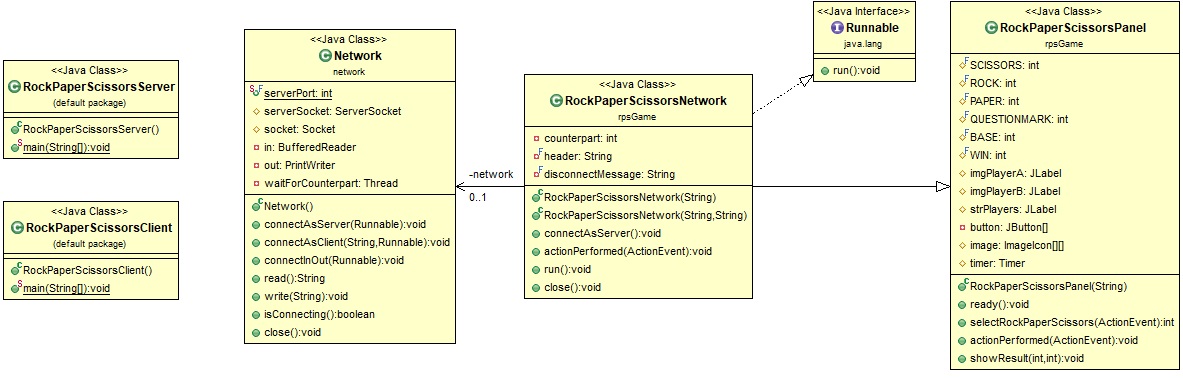 <<Java Class>>
RockPaperScissorsServer
(default package)
RockPaperScissorsServer()
main(String[]):void
<<Java Class>>
RockPaperScissorsClient
(default package)
RockPaperScissorsClient()
main(String[]):void
<<Java Class>>
Network
network
serverPort: int
serverSocket: ServerSocket
socket: Socket
in: BufferedReader
out: PrintWriter
waitForCounterpart: Thread
Network()
connectAsServer(Runnable):void
connectAsClient(String,Runnable):void
connectInOut(Runnable):void
read():String
write(String):void
isConnecting():boolean
close():void
-network
0..1
<<Java Class>>
RockPaperScissorsNetwork
rpsGame
counterpart: int
header: String
disconnectMessage: String
RockPaperScissorsNetwork(String)
RockPaperScissorsNetwork(String,String)
connectAsServer():void
actionPerformed(ActionEvent):void
run():void
close():void
<<Java Interface>>
Runnable
java.lang
run():void
<<Java Class>>
RockPaperScissorsPanel
rpsGame
SCISSORS: int
ROCK: int
PAPER: int
QUESTIONMARK: int
BASE: int
WIN: int
imgPlayerA: JLabel
imgPlayerB: JLabel
strPlayers: JLabel
button: JButton[]
image: ImageIcon[][]
timer: Timer
RockPaperScissorsPanel(String)
ready():void
selectRockPaperScissors(ActionEvent):int
actionPerformed(ActionEvent):void
showResult(int,int):void